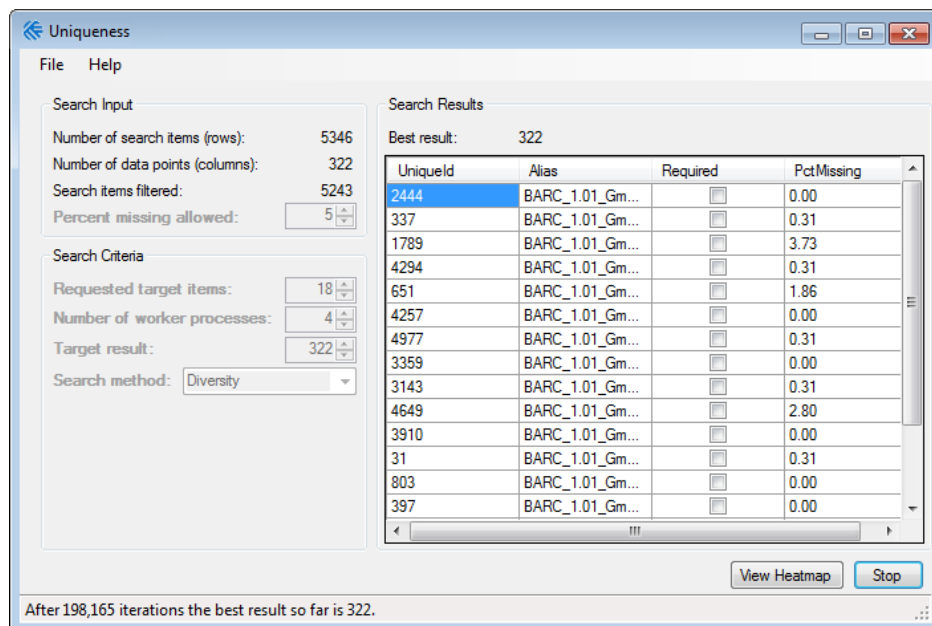 Uniqueness
File Help
Search Input
Number of search items (rows): 5346
Number of data points (columns): 322
Search items filtered: 5243
Percent missing allowed: 5
Search Criteria
Requested target items: 18
Number of worker processes: 4
Target result: 322
Search method: Diversity
Search Results
Best result: 322
UniqueId Alias Required PctMissing
2444 BARC_1.01_Gm... 0.00
337 BARC_1.01_Gm... 0.31
1789 BARC_1.01_Gm... 3.73
4294 BARC_1.01_Gm... 0.31
651 BARC_1.01_Gm... 1.86
4257 BARC_1.01_Gm... 0.00
4977 BARC_1.01_Gm... 0.31
3359 BARC_1.01_Gm... 0.00
3143 BARC_1.01_Gm... 0.31
4649 BARC_1.01_Gm... 2.80
3910 BARC_1.01_Gm... 0.00
31 BARC_1.01_Gm... 0.31
803 BARC_1.01_Gm... 0.00
397 BARC_1.01_Gm... 0.00
View Heatmap Stop
After 198,165 iterations the best result so far is 322.